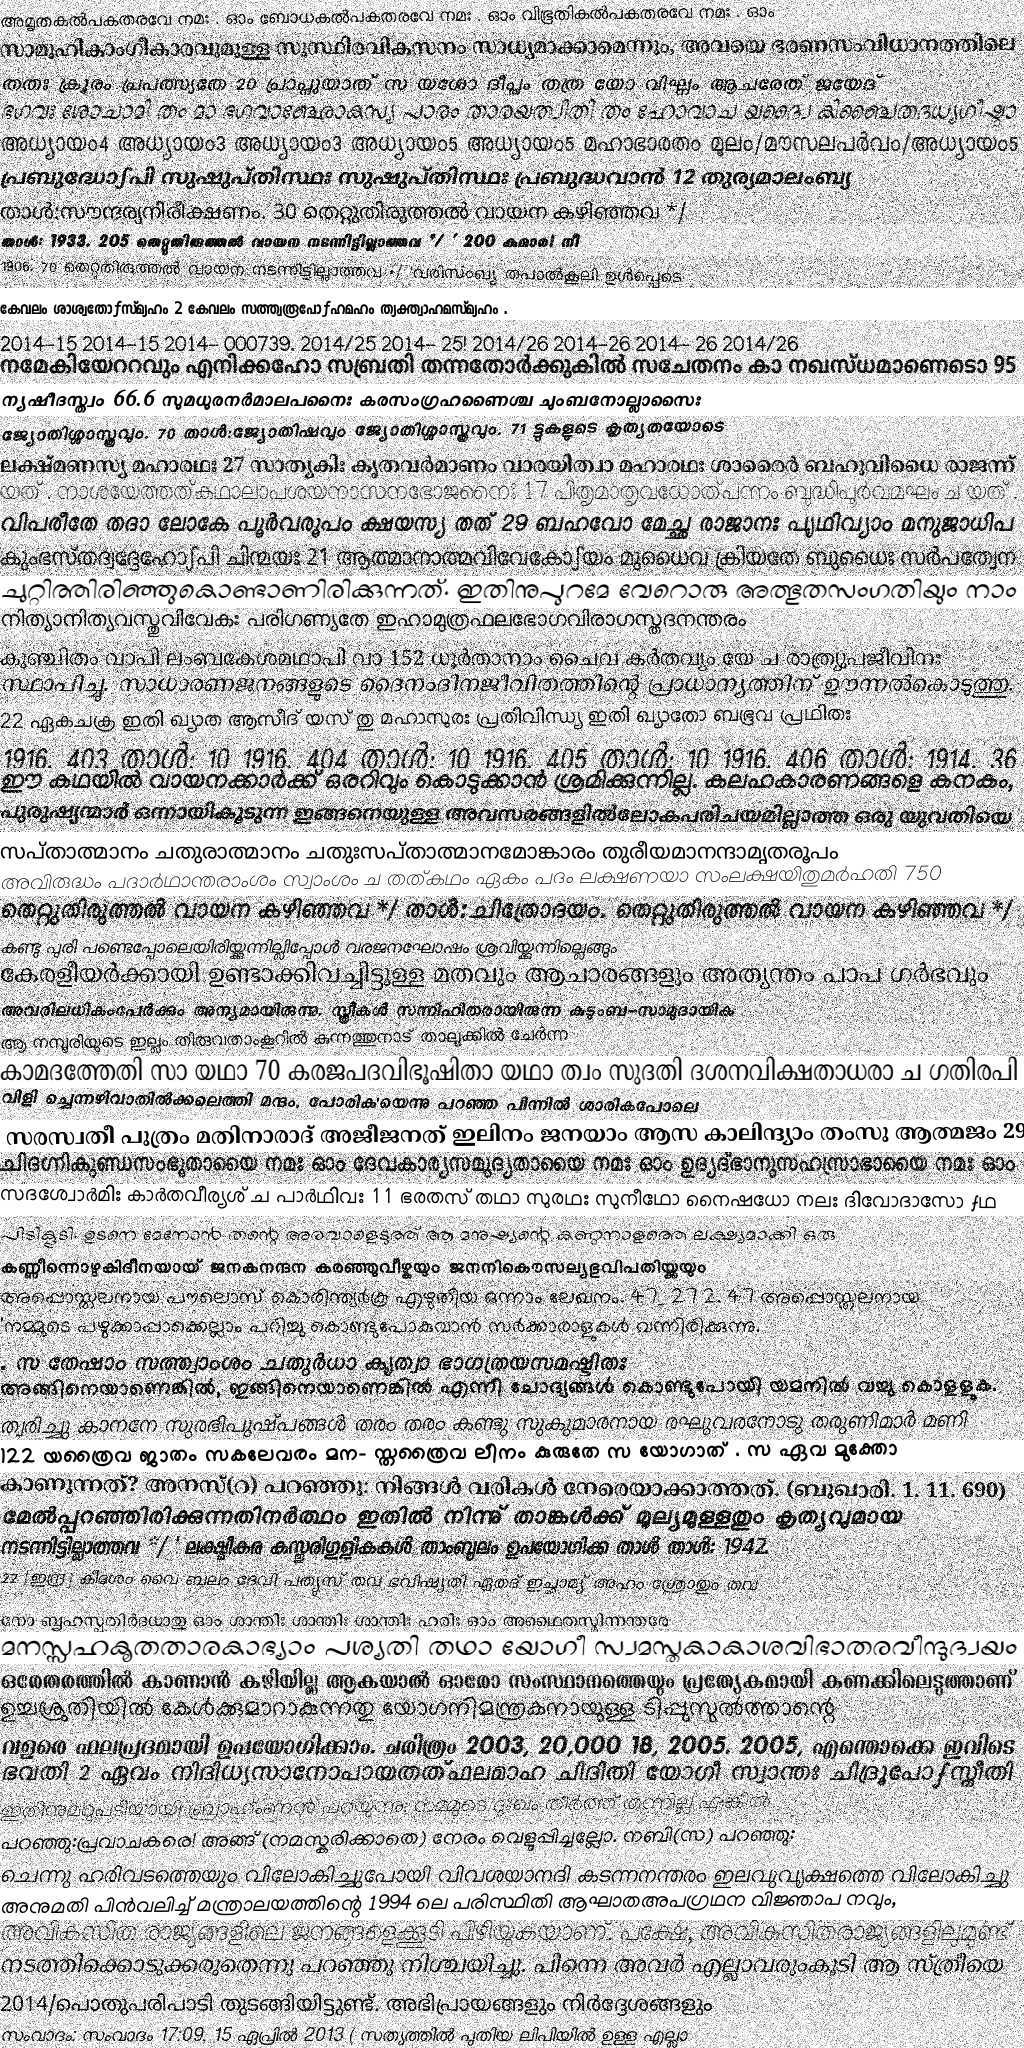 അമൃതകൽപകതരവേ നമഃ . ഓം ബോധകൽപകതരവേ നമഃ . ഓം വിഭൂതികൽപകതരവേ നമഃ . ഓം
സാമൂഹികാംഗീകാരവുമുള്ള സുസ്ഥിരവികസനം സാധ്യമാക്കാമെന്നും, അവയെ ഭരണസംവിധാനത്തിലെ
തതഃ ക്രൂരം പ്രപത്സ്യതേ 20 പ്രാപ്നുയാത് സ യശോ ദീപ്തം തത്ര യോ വിഘ്നം ആചരേത് ജയേദ്
ഭഗവഃ ശോചാമി തം മാ ഭഗവാഞ്ഛോകസ്യ പാരം താരയത്വിതി തം ഹോവാച യദ്വൈ കിഞ്ചൈതദധ്യഗീഷ്ഠാ
അധ്യായം4 അധ്യായം3 അധ്യായം3 അധ്യായം5 അധ്യായം5 മഹാഭാരതം മൂലം/മൗസലപർവം/അധ്യായം5
പ്രബുദ്ധോഽപി സുഷുപ്തിസ്ഥഃ സുഷുപ്തിസ്ഥഃ പ്രബുദ്ധവാൻ 12 തുര്യമാലംബ്യ
താൾ:സൗന്ദര്യനിരീക്ഷണം. 30 തെറ്റുതിരുത്തൽ വായന കഴിഞ്ഞവ */
താൾ: 1933. 205 തെറ്റുതിരുത്തൽ വായന നടന്നിട്ടില്ലാത്തവ */ ' 200 കുമാര! നീ
1906. 70 തെറ്റുതിരുത്തൽ വായന നടന്നിട്ടില്ലാത്തവ */ 'വരിസംഖ്യ തപാൽകൂലി ഉൾപ്പെടെ
കേവലം ശാശ്വതോഽസ്മ്യഹം 2 കേവലം സത്ത്വരൂപോഽഹമഹം ത്യക്ത്വാഹമസ്മ്യഹം .
2014-15 2014-15 2014- 000739. 2014/25 2014- 25! 2014/26 2014-26 2014- 26 2014/26
നമേകിയേററവും എനിക്കഹോ സബ്രതി തന്നതോർക്കുകിൽ സചേതനം കാ നഖസ്ധമാണെടൊ 95
ന്യഷീദസ്ത്വം 66.6 സുമധുരനർമാലപനൈഃ കരസംഗ്രഹണൈശ്ച ചുംബനോല്ലാസൈഃ
ജ്യോതിശ്ശാസ്ത്രവും. 70 താൾ:ജ്യോതിഷവും ജ്യോതിശ്ശാസ്ത്രവും. 71 ട്ടുകളുടെ കൃത്യതയോടെ
ലക്ഷ്മണസ്യ മഹാരഥഃ 27 സാത്യകിഃ കൃതവർമാണം വാരയിത്വാ മഹാരഥഃ ശാരൈർ ബഹുവിധൈ രാജന്ന്
യത് . നാശയേത്തത്കഥാലാപശയനാസനഭോജനൈഃ 17 പിതൃമാതൃവധോത്പന്നം ബുദ്ധിപൂർവമഘം ച യത് .
വിപരീതേ തദാ ലോകേ പൂർവരൂപം ക്ഷയസ്യ തത് 29 ബഹവോ മേച്ഛ രാജാനഃ പൃഥിവ്യാം മനുജാധിപ
കുംഭസ്തദ്വദ്ദേഹോഽപി ചിന്മയഃ 21 ആത്മാനാത്മവിവേകോഽയം മുധൈവ ക്രിയതേ ബുധൈഃ സർപത്വേന
ചുറ്റിത്തിരിഞ്ഞുകൊണ്ടാണിരിക്കുന്നത്. ഇതിനുപുറമേ വേറൊരു അത്ഭുതസംഗതിയും നാം
നിത്യാനിത്യവസ്തുവിവേകഃ പരിഗണ്യതേ ഇഹാമുത്രഫലഭോഗവിരാഗസ്തദനന്തരം
കുഞ്ചിതം വാപി ലംബകേശമഥാപി വാ 152 ധൂർതാനാം ചൈവ കർതവ്യം യേ ച രാത്ര്യുപജീവിനഃ
സ്ഥാപിച്ചു. സാധാരണജനങ്ങളുടെ ദൈനംദിനജീവിതത്തിന്റെ പ്രാധാന്യത്തിന് ഊന്നൽകൊടുത്തു.
22 ഏകചക്ര ഇതി ഖ്യാത ആസീദ് യസ് തു മഹാസുരഃ പ്രതിവിന്ധ്യ ഇതി ഖ്യാതോ ബഭൂവ പ്രഥിതഃ
1916. 403 താൾ: 10 1916. 404 താൾ: 10 1916. 405 താൾ: 10 1916. 406 താൾ: 1914. 36
ഈ കഥയിൽ വായനക്കാർക്ക് ഒരറിവും കൊടുക്കാൻ ശ്രമിക്കുന്നില്ല. കലഹകാരണങ്ങളെ കനകം,
പുരുഷ്യന്മാർ ഒന്നായികൂടുന്ന ഇങ്ങനെയുള്ള അവസരങ്ങളിൽലോകപരിചയമില്ലാത്ത ഒരു യുവതിയെ
സപ്താത്മാനം ചതുരാത്മാനം ചതുഃസപ്താത്മാനമോങ്കാരം തുരീയമാനന്ദാമൃതരൂപം
അവിരുദ്ധം പദാർഥാന്തരാംശം സ്വാംശം ച തത്കഥം ഏകം പദം ലക്ഷണയാ സംലക്ഷയിതുമർഹതി 750
തെറ്റുതിരുത്തൽ വായന കഴിഞ്ഞവ */ താൾ:ചിത്രോദയം. തെറ്റുതിരുത്തൽ വായന കഴിഞ്ഞവ */
കണ്ടു പുരി പണ്ടെപ്പോലെയിരിയ്ക്കുന്നില്ലിപ്പോൾ വരജനഘോഷം ശ്രവിയ്ക്കുന്നില്ലെങ്ങും
കേരളീയർക്കായി ഉണ്ടാക്കിവച്ചിട്ടുള്ള മതവും ആചാരങ്ങളും അത്യന്തം പാപ ഗർഭവും
അവരിലധികംപേർക്കും അന്യമായിരുന്നു. സ്ത്രീകൾ സന്നിഹിതരായിരുന്ന കുടുംബ-സാമുദായിക
ആ നമ്പൂരിയുടെ ഇല്ലം തിരുവതാംകൂറിൽ കുന്നത്തുനാട് താലൂക്കിൽ ചേർന്ന
കാമദത്തേതി സാ യഥാ 70 കരജപദവിഭൂഷിതാ യഥാ ത്വം സുദതി ദശനവിക്ഷതാധരാ ച ഗതിരപി
വിളി ച്ചെന്നഴിവാതിൽക്കലെത്തി മന്ദം, പോരിക'യെന്നു പറഞ്ഞ പിന്നിൽ ശാരികപോലെ
സരസ്വതീ പുത്രം മതിനാരാദ് അജീജനത് ഇലിനം ജനയാം ആസ കാലിന്ദ്യാം തംസു ആത്മജം 29
ചിദഗ്നികുണ്ഡസംഭൂതായൈ നമഃ ഓം ദേവകാര്യസമുദ്യതായൈ നമഃ ഓം ഉദ്യദ്ഭാനുസഹസ്രാഭായൈ നമഃ ഓം
സദശ്വോർമിഃ കാർതവീര്യശ് ച പാർഥിവഃ 11 ഭരതസ് തഥാ സുരഥഃ സുനീഥോ നൈഷധോ നലഃ ദിവോദാസോ ഽഥ
പിടികൂടി. ഉടനെ മേനോൻ തന്റെ അരവാളെടുത്ത് ആ മനുഷ്യന്റെ കണ്ഠനാളത്തെ ലക്ഷ്യമാക്കി ഒരു
കണ്ണീന്നൊഴുകിദീനയായ് ജനകനന്ദന കരഞ്ഞുവീഴ്കയും ജനനികൌസല്യഭുവിപതിയ്ക്കയും
അപ്പൊസ്തലനായ പൗലൊസ് കൊരിന്ത്യർക്കു എഴുതിയ ഒന്നാം ലേഖനം. 47_272. 47 അപ്പൊസ്തലനായ
'നമ്മുടെ പഴുക്കാപ്പാക്കെല്ലാം പറിച്ചു കൊണ്ടുപോകുവാൻ സർക്കാരാളുകൾ വന്നിരിക്കുന്നു.
. സ തേഷാം സത്ത്വാംശം ചതുർധാ കൃത്വാ ഭാഗത്രയസമഷ്ടിതഃ
അങ്ങിനെയാണെങ്കിൽ, ഇങ്ങിനെയാണെങ്കിൽ എന്നീ ചോദ്യങ്ങൾ കൊണ്ടുപോയി യമനിൽ വച്ചു കൊളളുക.
ത്വരിച്ചു കാനനേ സുരഭീപുഷ്പങ്ങൾ തരം തരം കണ്ടു സുകുമാരനായ രഘുവരനോടു തരുണിമാർ മണി
122 യത്രൈവ ജാതം സകലേവരം മന- സ്തത്രൈവ ലീനം കുരുതേ സ യോഗാത് . സ ഏവ മുക്തോ
കാണുന്നത്? അനസ്(റ) പറഞ്ഞു: നിങ്ങൾ വരികൾ നേരെയാക്കാത്തത്. (ബുഖാരി. 1. 11. 690)
മേൽപ്പറഞ്ഞിരിക്കുന്നതിനർത്ഥം ഇതിൽ നിന്നു് താങ്കൾക്ക് മൂല്യമുള്ളതും കൃത്യവുമായ
നടന്നിട്ടില്ലാത്തവ */ ' ലക്ഷ്മീകര കസ്തൂരിഗുളികകൾ താംബൂലം ഉപയോഗിക്ക താൾ താൾ: 1942.
22 [ഇന്ദ്ര] കീദൃശം വൈ ബലം ദേവി പത്യുസ് തവ ഭവിഷ്യതി ഏതദ് ഇച്ഛാമ്യ് അഹം ശ്രോതും തവ
നോ ബൃഹസ്പതിർദധാതു ഓം ശാന്തിഃ ശാന്തിഃ ശാന്തിഃ ഹരിഃ ഓം അഥൈതസ്മിന്നന്തരേ
മനസ്സഹകൃതതാരകാഭ്യാം പശ്യതി തഥാ യോഗീ സ്വമസ്തകാകാശവിഭാതരവീന്ദുദ്വയം
ഒരേതരത്തിൽ കാണാൻ കഴിയില്ല ആകയാൽ ഓരോ സംസ്ഥാനത്തെയും പ്രത്യേകമായി കണക്കിലെടുത്താണ്
ഉച്ചശ്രുതിയിൽ കേൾക്കുമാറാകുന്നതു യോഗനിമന്ത്രകനായുള്ള ടിപ്പുസുൽത്താന്റെ
വളരെ ഫലപ്രദമായി ഉപയോഗിക്കാം. ചരിത്രം 2003, 20,000 18, 2005. 2005, എന്തൊക്കെ ഇവിടെ
ഭവതി 2 ഏവം നിദിധ്യസാനോപായതത്ഫലമാഹ ചിദിതി യോഗീ സ്വാന്തഃ ചിദ്രൂപോഽസ്തീതി
ഇതിനുമറുപടിയായി ബ്രാഹ്മണൻ പറയുന്നു: നമ്മുടെ ദുഃഖം തീർത്ത് തന്നില്ല എങ്കിൽ
പറഞ്ഞു:പ്രവാചകരെ! അങ്ങ് (നമസ്കരിക്കാതെ) നേരം വെളുപ്പിച്ചല്ലോ. നബി(സ) പറഞ്ഞു:
ചെന്നു ഹരിവടത്തെയും വിലോകിച്ചുപോയി വിവശയാനദി കടന്നനന്തരം ഇലവുവൃക്ഷത്തെ വിലോകിച്ചു
അനുമതി പിൻവലിച്ച് മന്ത്രാലയത്തിന്റെ 1994 ലെ പരിസ്ഥിതി ആഘാതഅപഗ്രഥന വിജ്ഞാപ നവും,
അവികസിത രാജ്യങ്ങളിലെ ജനങ്ങളെക്കൂടി പിഴിയുകയാണ്. പക്ഷേ, അവികസിതരാജ്യങ്ങളിലുമുണ്ട്
നടത്തിക്കൊടുക്കരുതെന്നു പറഞ്ഞു നിശ്ചയിച്ചു. പിന്നെ അവർ എല്ലാവരുംകൂടി ആ സ്ത്രീയെ
2014/പൊതുപരിപാടി തുടങ്ങിയിട്ടുണ്ട്. അഭിപ്രായങ്ങളും നിർദ്ദേശങ്ങളും
സംവാദം: സംവാദം 17:09, 15 ഏപ്രിൽ 2013 ( സത്യത്തിൽ പുതിയ ലിപിയിൽ ഉള്ള എല്ലാ